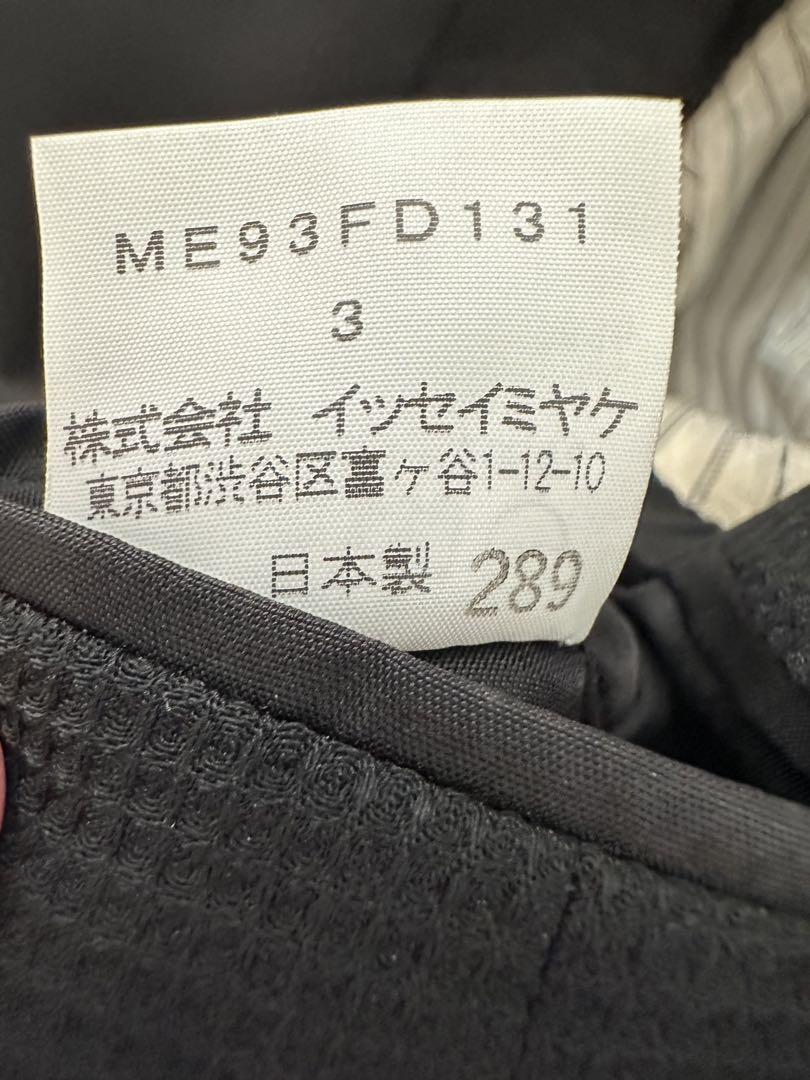 ME93FD131
3
株式会社 イッセイミヤケ
東京都渋谷区富ヶ谷1-12-10
日本製 289